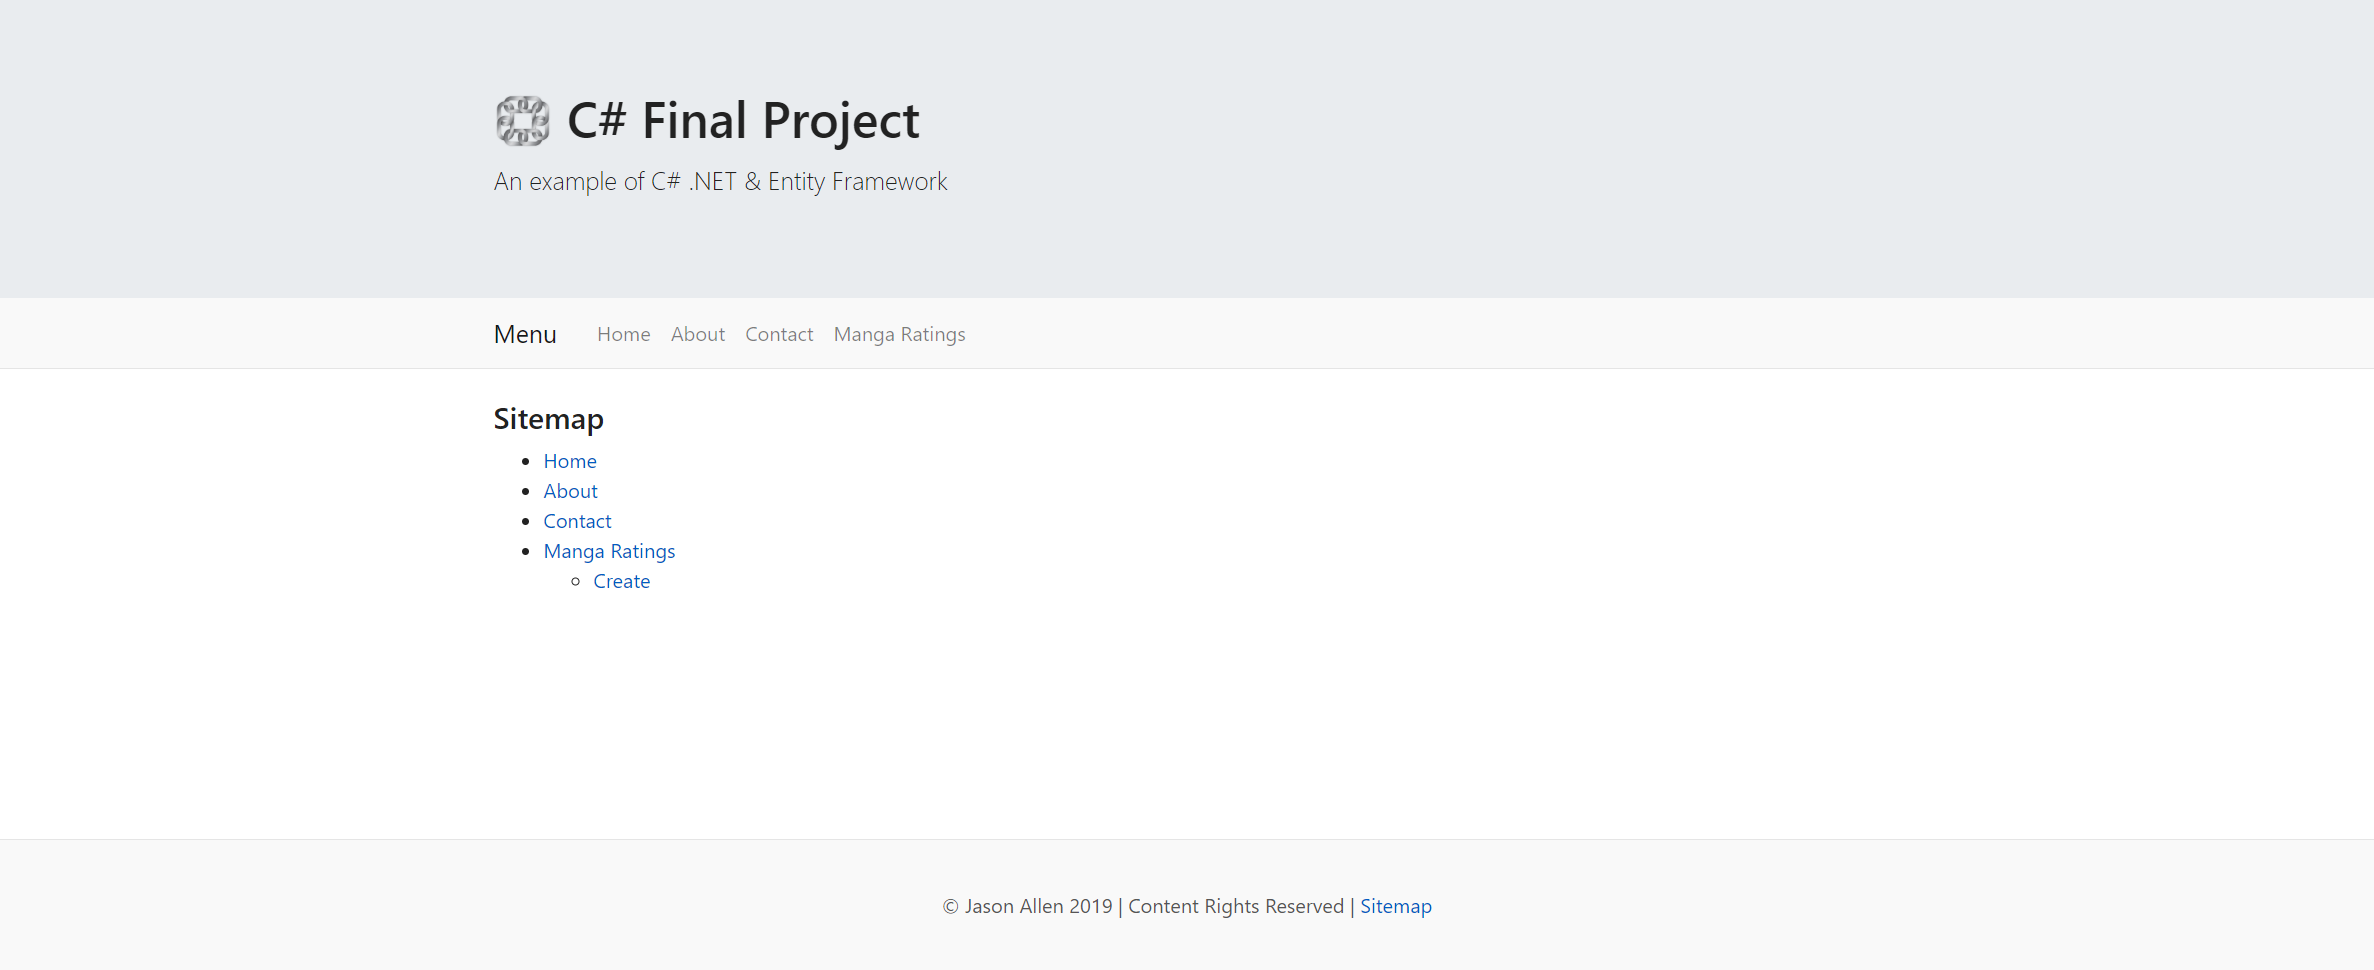 C# Final Project
An example of C# .NET & Entity Framework
Menu Home About Contact Manga Ratings
Sitemap
Home
About
Contact
Manga Ratings
Create
© Jason Allen 2019 | Content Rights Reserved | Sitemap